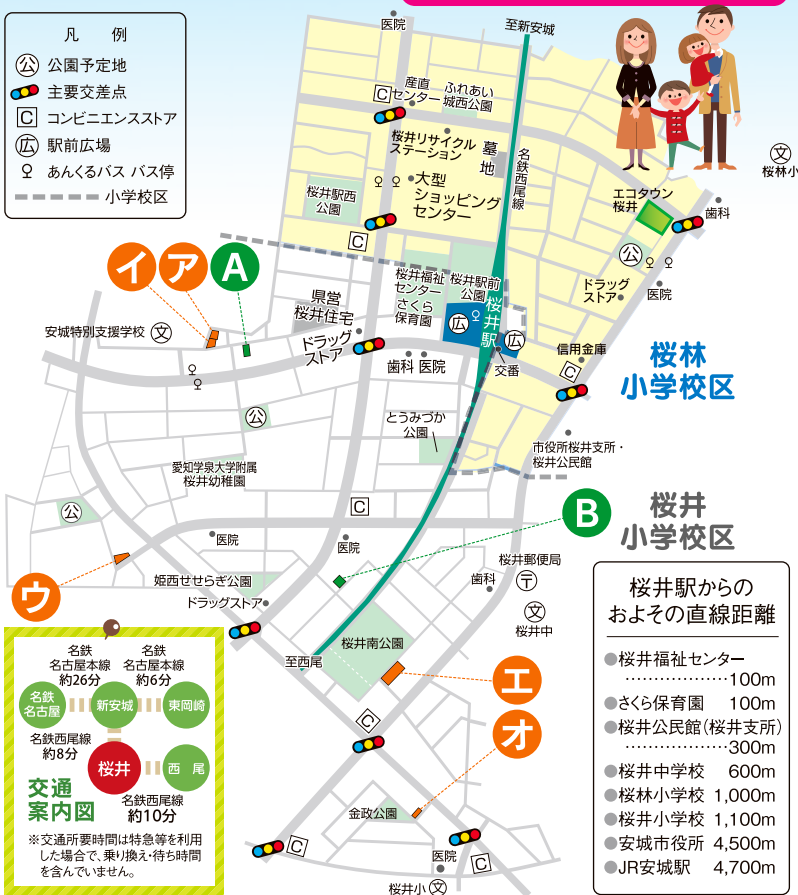 凡 例
公 公園予定地
主要交差点
C コンビニエンスストア
広 駅前広場
あんくるバス バス停
小学校区
医院
至新安城
C
産直
センター
ふれあい
城西公園
桜井リサイクル
ステーション
墓地
名鉄西尾線
文
桜林小
大型
ショッピング
センター
桜井駅西
公園
エコタウン
桜井
歯科
C
公
医院
ドラッグ
ストア
イ
ア
A
桜井福祉
センター
さくら
保育園
桜井駅前
公園
桜井駅
広
広
県営
桜井住宅
安城特別支援学校 文
ドラッグ
ストア
歯科
医院
交番
信用金庫
C
桜林
小学校区
公
とうみづか
公園
市役所桜井支所・
桜井公民館
愛知学泉大学附属
桜井幼稚園
公
C
B
桜井
小学校区
医院
医院
桜井郵便局
〒
歯科
文
桜井中
ウ
姫西せせらぎ公園
ドラッグストア
桜井南公園
至西尾
エ
オ
C
金政公園
C
医院
C
桜井小 文
名鉄
名古屋本線
約26分
名鉄
名古屋本線
約6分
名鉄
名古屋
新安城
東岡崎
名鉄西尾線
約8分
桜井
西 尾
名鉄西尾線
約10分
交通
案内図
※交通所要時間は特急等を利用
した場合で、乗り換え・待ち時間
を含んでいません。
桜井駅からの
おおよその直線距離
●桜井福祉センター
………………100m
●さくら保育園 100m
●桜井公民館(桜井支所)
………………300m
●桜井中学校 600m
●桜林小学校 1,000m
●桜井小学校 1,100m
●安城市役所 4,500m
●JR安城駅 4,700m